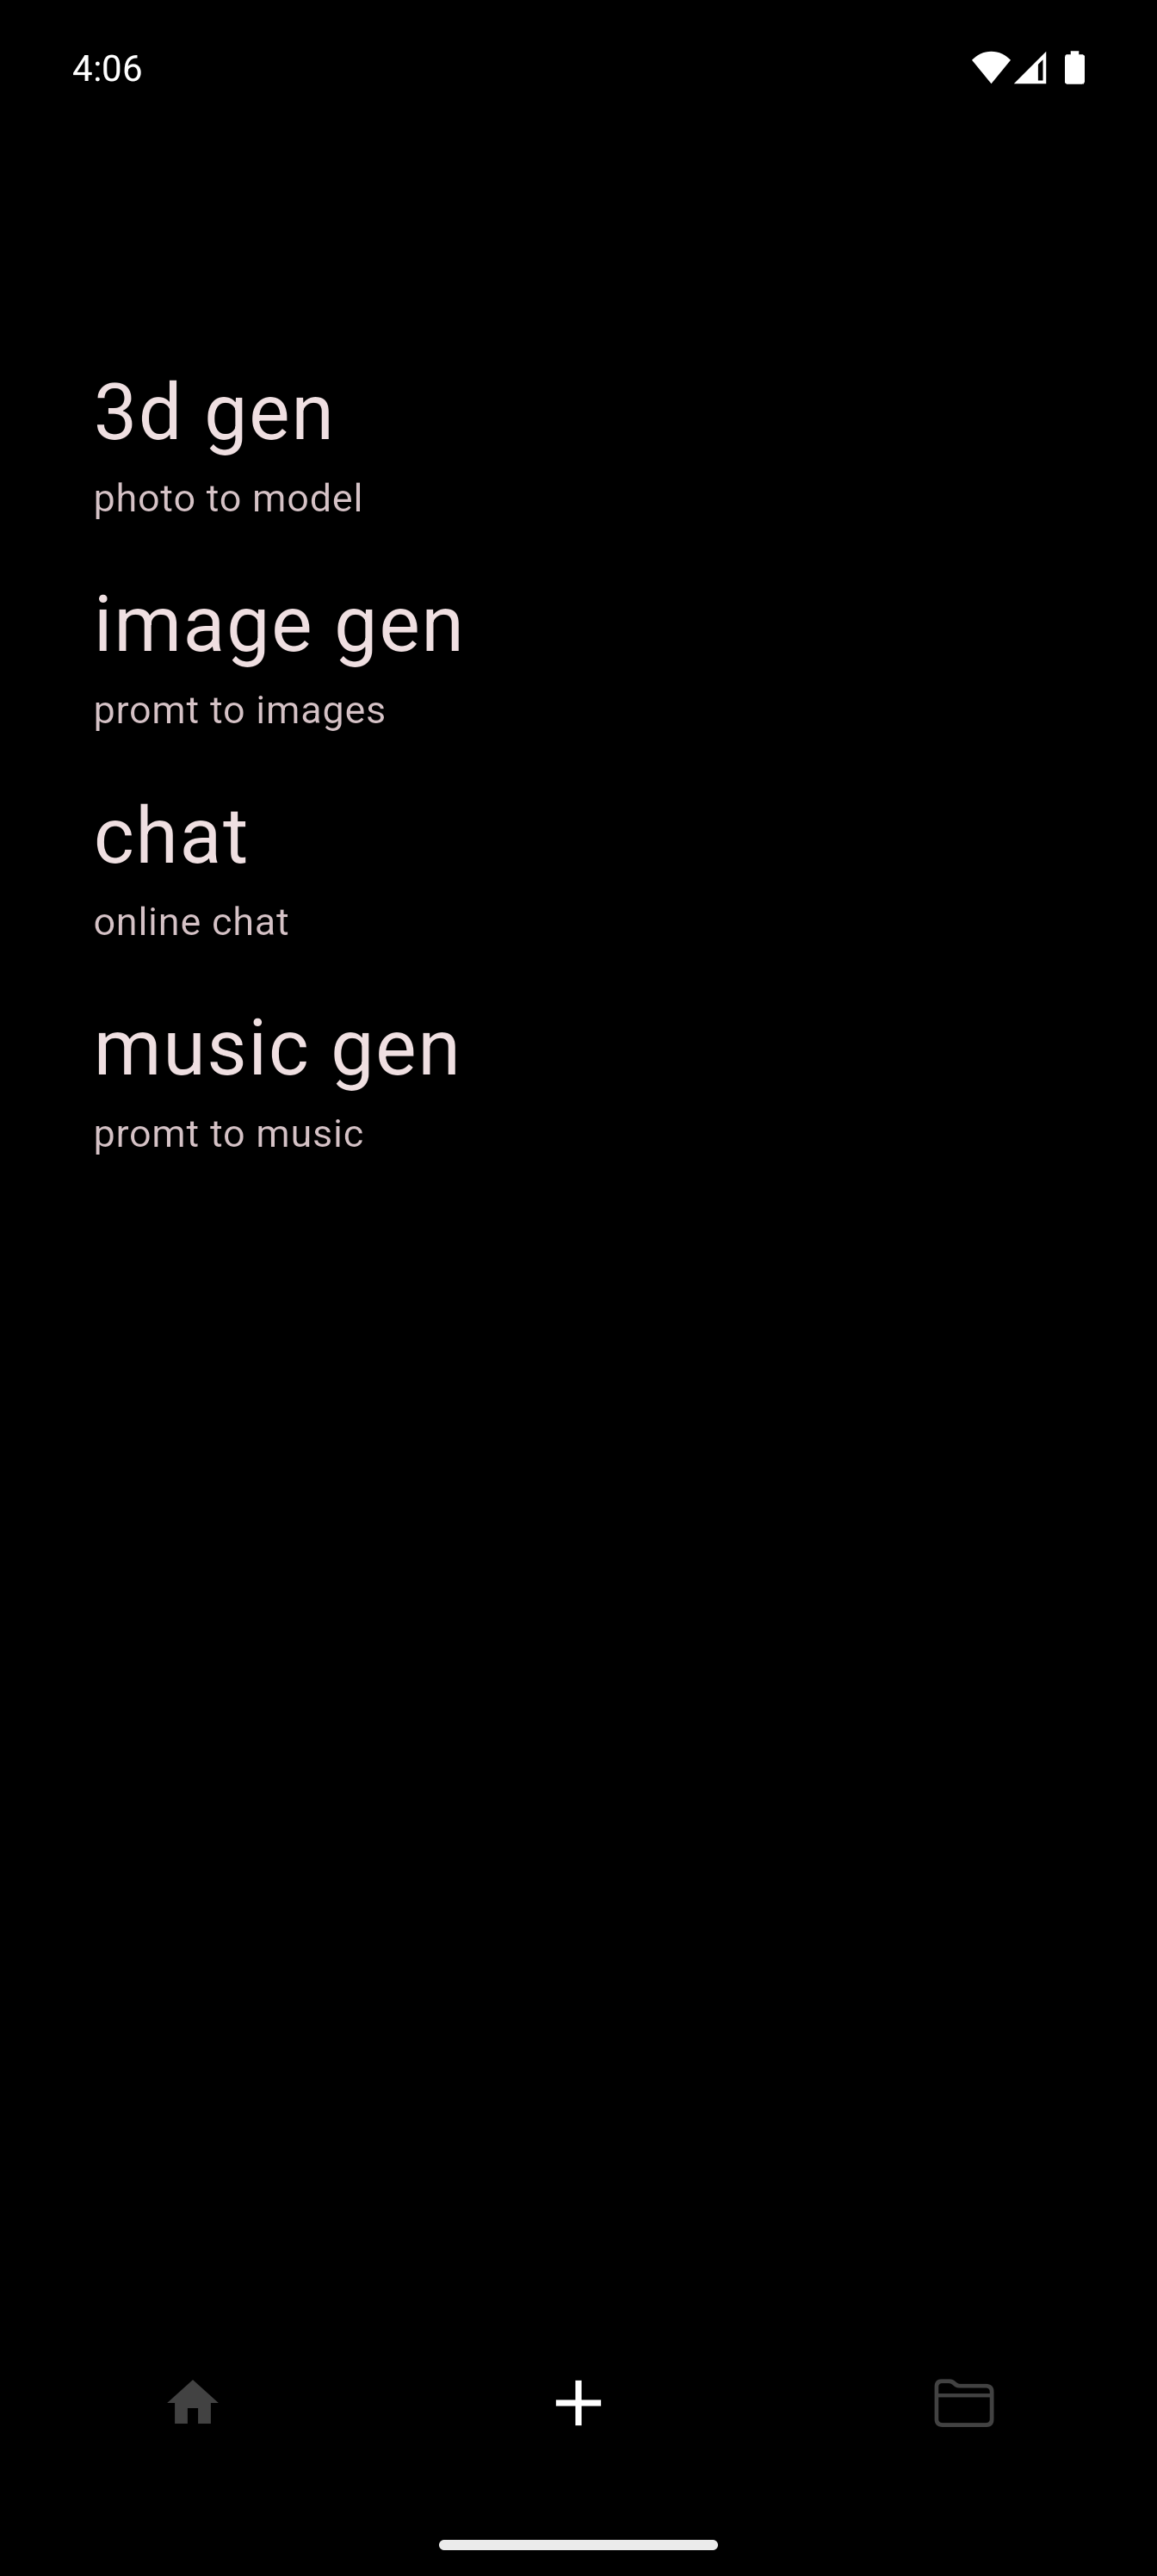 4:06
3d gen
photo to model
image gen
promt to images
chat
online chat
music gen
promt to music